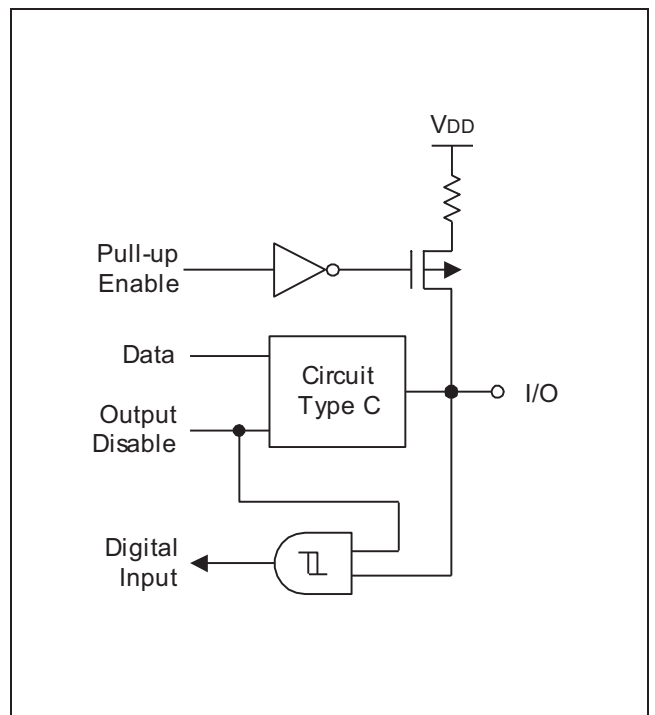 VDD
Pull-up
Enable
Data
Circuit
Type C
I/O
Output
Disable
Digital
Input